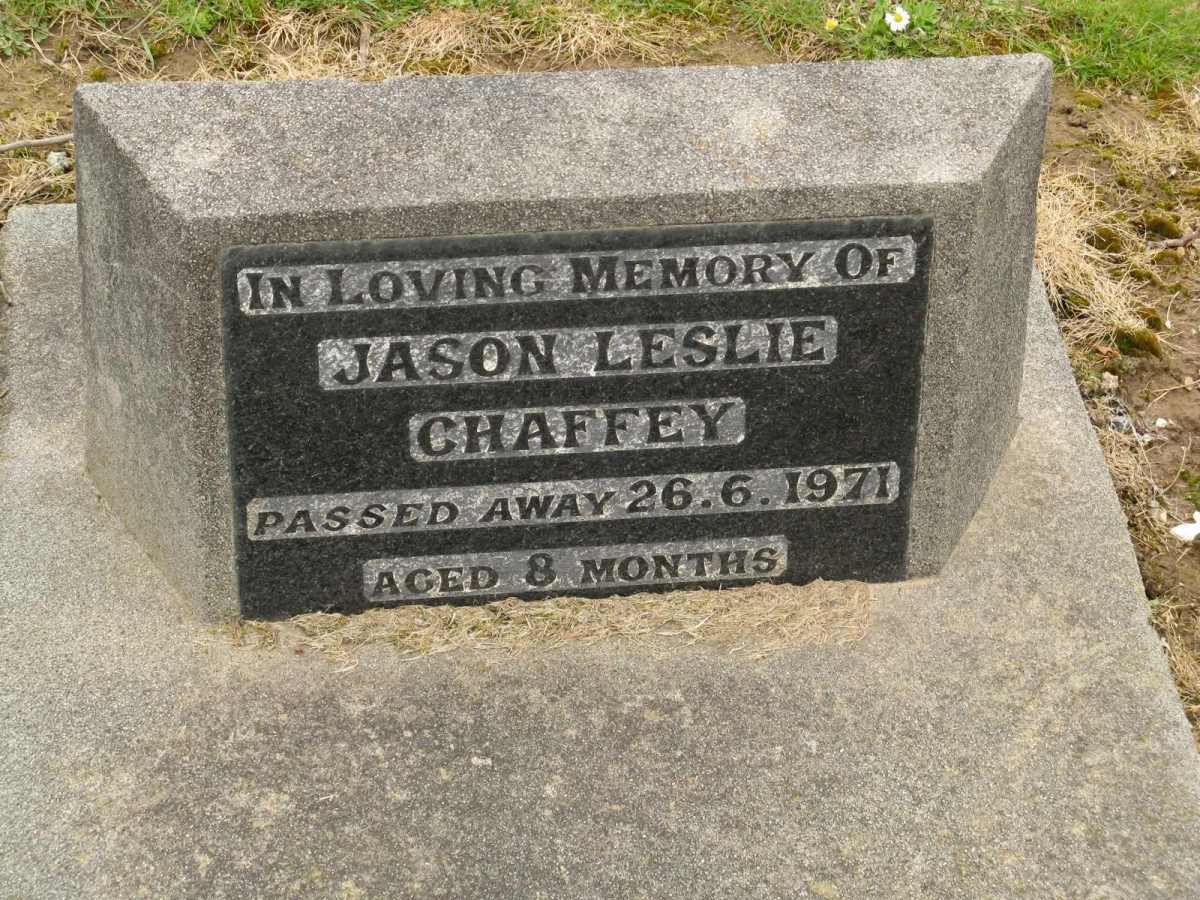 IN LOVING MEMORY OF
JASON LESLIE
CHAFFEY
PASSED AWAY 26.6.1971
AGED 8 MONTHS